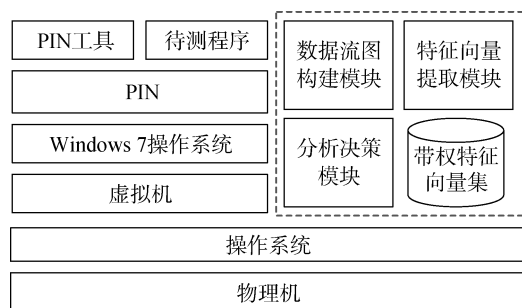 PIN工具
待测程序
PIN
Windows 7操作系统
虚拟机
数据流图
构建模块
特征向量
提取模块
分析决策
模块
带权特征
向量集
操作系统
物理机